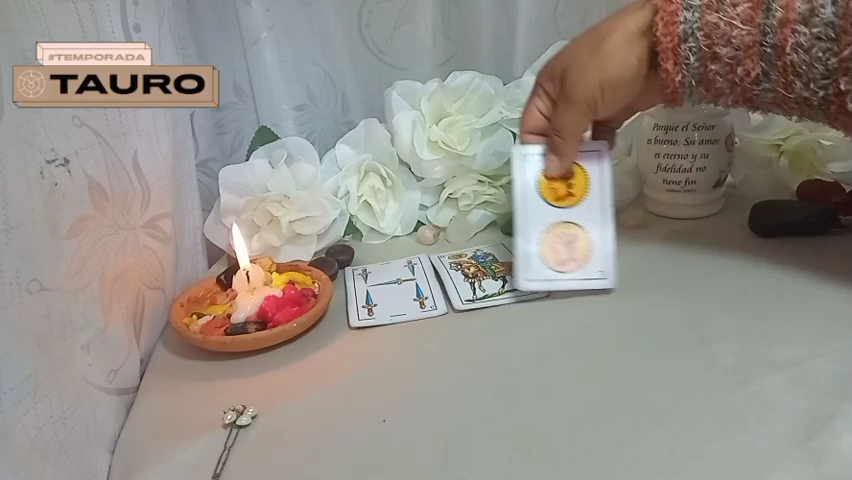 #TEMPORADA
TAURO
Porque el Señor
es bueno. Su amor
es eterno y su
fidelidad no
tiene fin.